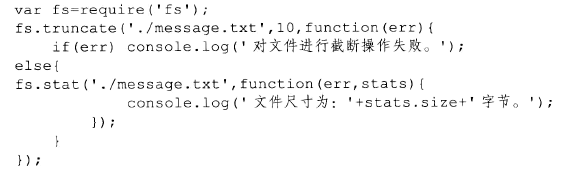 var fs=require('fs');
fs.truncate('./message.txt',10,function(err){
    if(err) console.log('对文件进行截断操作失败。');
else{
fs.stat('./message.txt',function(err,stats){
            console.log('文件尺寸为: '+stats.size+'字节。');
        });
    }
});